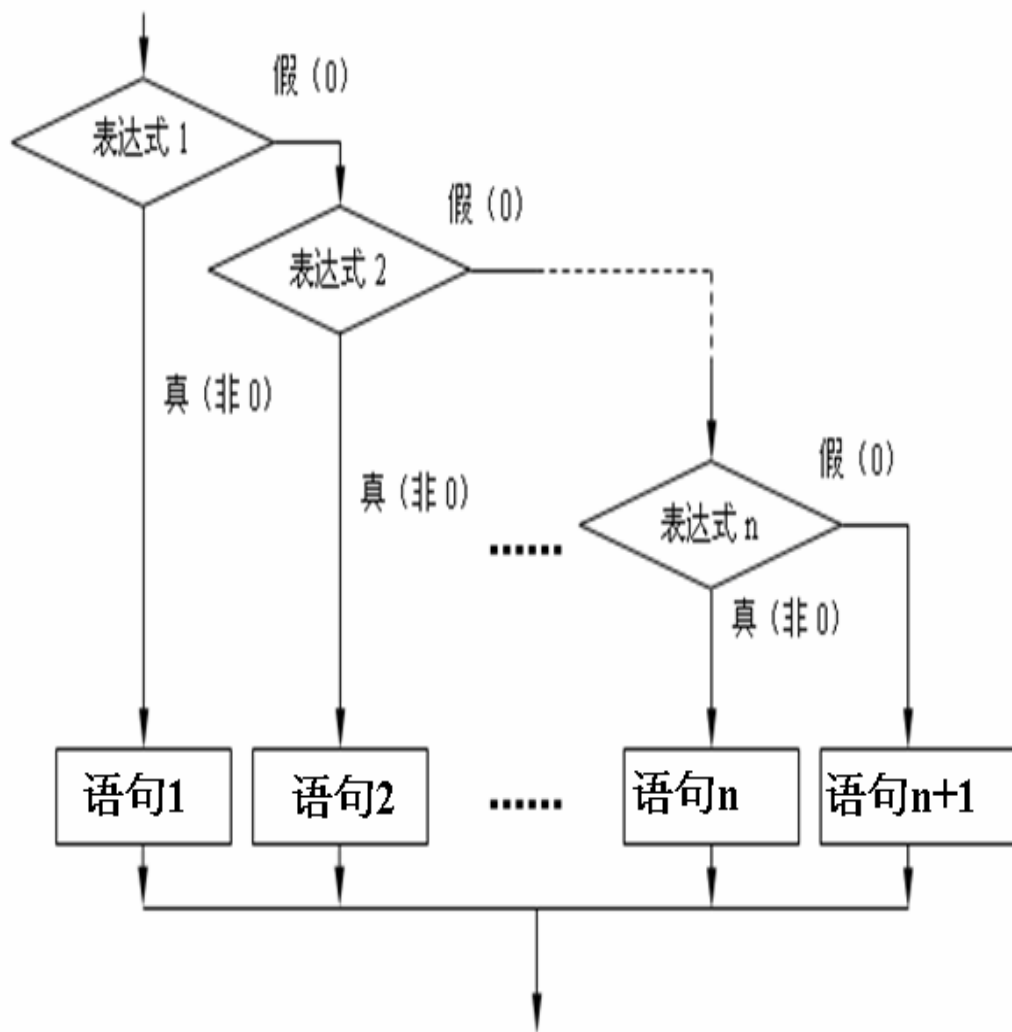 假（0）
表达式 1
假（0）
表达式 2
真（非 0）
假（0）
真（非 0）
表达式 n
······
真（非 0）
语句1
语句2
······
语句n
语句n+1